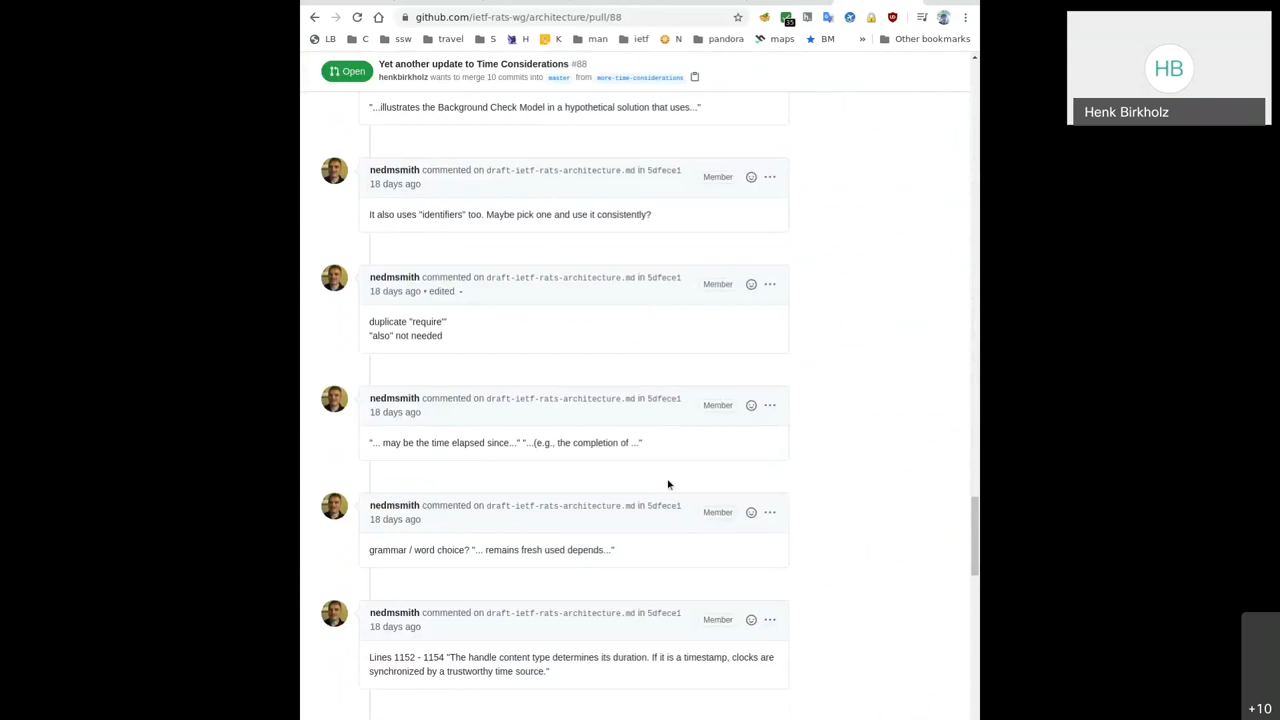 github.com/ietf-rats-wg/architecture/pull/88
35
LB
C
ssw
travel
S
H
K
man
ietf
N
pandora
maps
BM
»
Other bookmarks
Open
Yet another update to Time Considerations #88
henkbirkholz wants to merge 10 commits into master from more-time-considerations
"...illustrates the Background Check Model in a hypothetical solution that uses..."
nedmsmith commented on draft-ietf-rats-architecture.md in 5dfece1
18 days ago
Member
It also uses "identifiers" too. Maybe pick one and use it consistently?
nedmsmith commented on draft-ietf-rats-architecture.md in 5dfece1
18 days ago • edited
Member
duplicate "require'"
"also" not needed
nedmsmith commented on draft-ietf-rats-architecture.md in 5dfece1
18 days ago
Member
"... may be the time elapsed since..." "...(e.g., the completion of ..."
nedmsmith commented on draft-ietf-rats-architecture.md in 5dfece1
18 days ago
Member
grammar / word choice? "... remains fresh used depends..."
nedmsmith commented on draft-ietf-rats-architecture.md in 5dfece1
18 days ago
Member
Lines 1152 - 1154 "The handle content type determines its duration. If it is a timestamp, clocks are
synchronized by a trustworthy time source."
HB
Henk Birkholz
+10